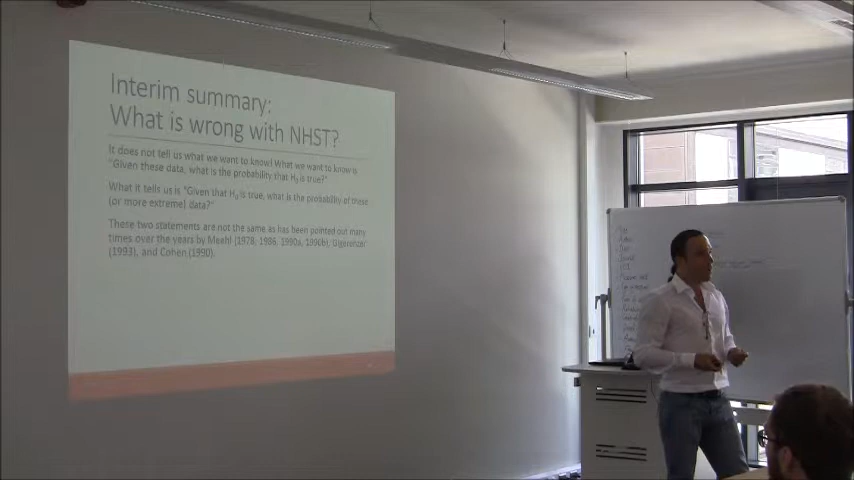 Interim summary:
What is wrong with NHST?
It does not tell us what we want to know! What we want to know is
"Given these data, what is the probability that H₀ is true?"
What it tells us is "Given that H₀ is true, what is the probability of these
(or more extreme) data?"
These two statements are not the same as has been pointed out many
times over the years by Meehl (1978, 1986, 1990a, 1990b), Gigerenzer
(1993), and Cohen (1990).